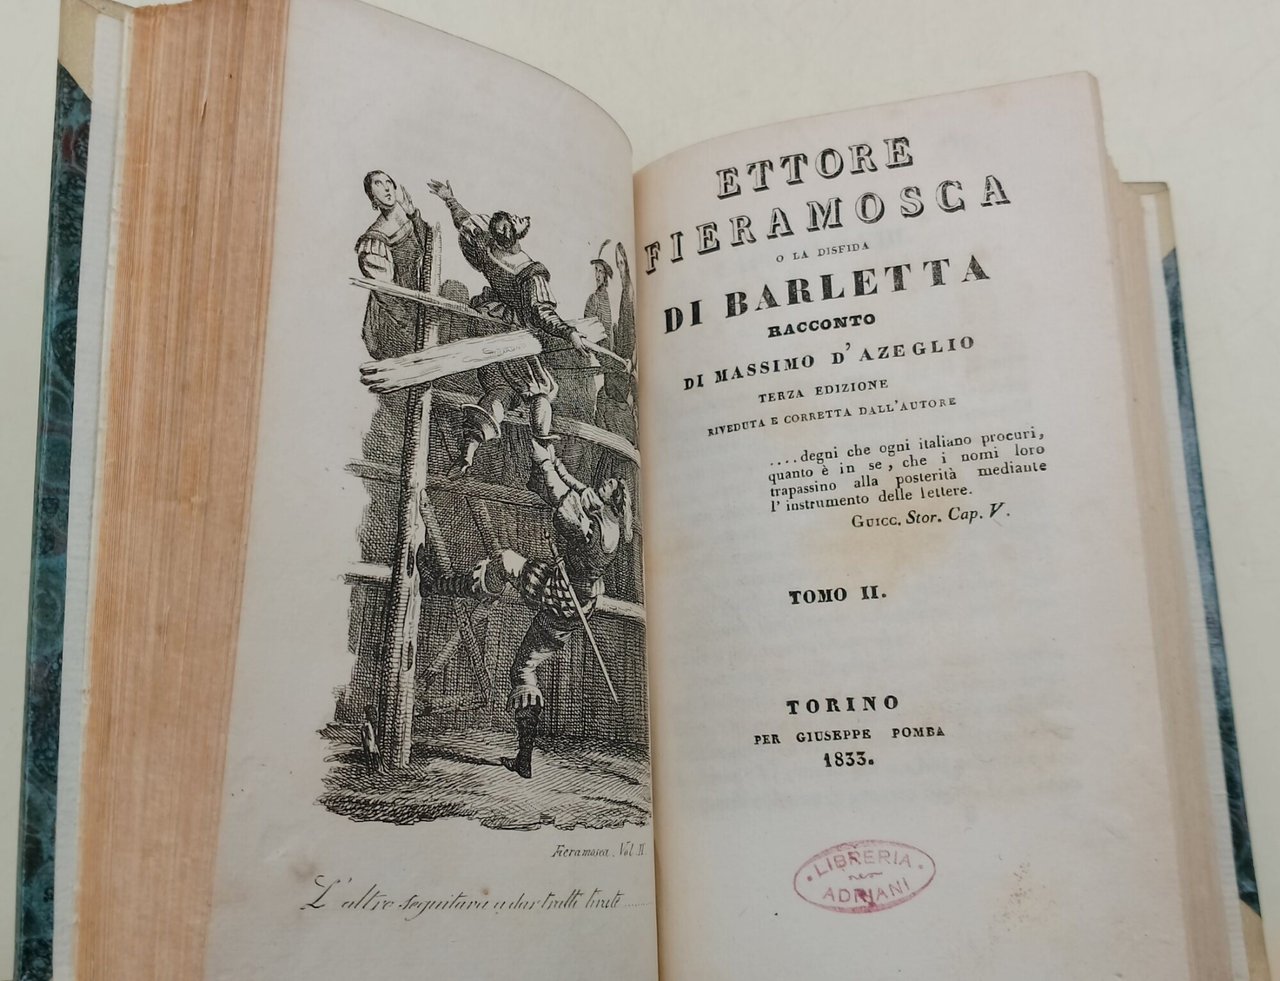 Fieramosca. Vol II
L'altro seguitava a dar tratti tirate ........
ETTORE
FIERAMOSCA
O LA DISFIDA
DI BARLETTA
RACCONTO
DI MASSIMO D'AZEGLIO
TERZA EDIZIONE
RIVEDUTA E CORRETTA DALL'AUTORE
....degni che ogni italiano procuri,
quanto è in se, che i nomi loro
trapassino alla posterità mediante
l'instrumento delle lettere.
GUICC. Stor. Cap. V.
TOMO II.
TORINO
PER GIUSEPPE POMBA
1833.
LIBRERIA
ADRIANI